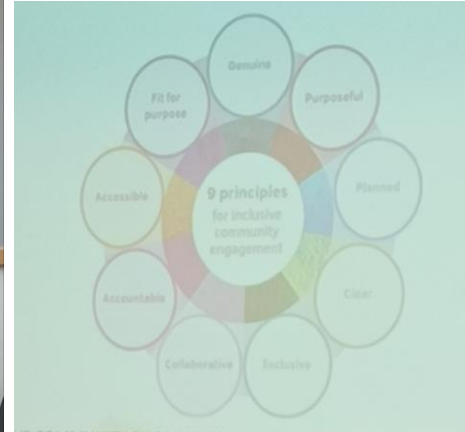 Genuine
Purposeful
Planned
Clear
Inclusive
Collaborative
Accountable
Accessible
Fit for
purpose
9 principles
for inclusive
community
engagement